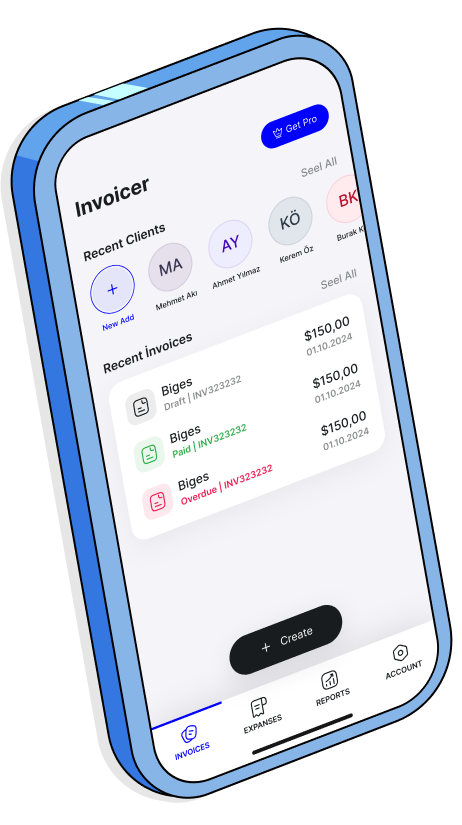 Get Pro
Invoicer
Recent Clients
Seel All
+
New Add
MA
Mehmet Akı
AY
Ahmet Yılmaz
KÖ
Kerem Öz
BK
Burak K
Recent İnvoices
Seel All
Biges
$150,00
Draft | INV323232
01.10.2024
Biges
$150,00
Paid | INV323232
01.10.2024
Biges
$150,00
Overdue | INV323232
01.10.2024
+ Create
INVOICES
EXPANSES
REPORTS
ACCOUNT